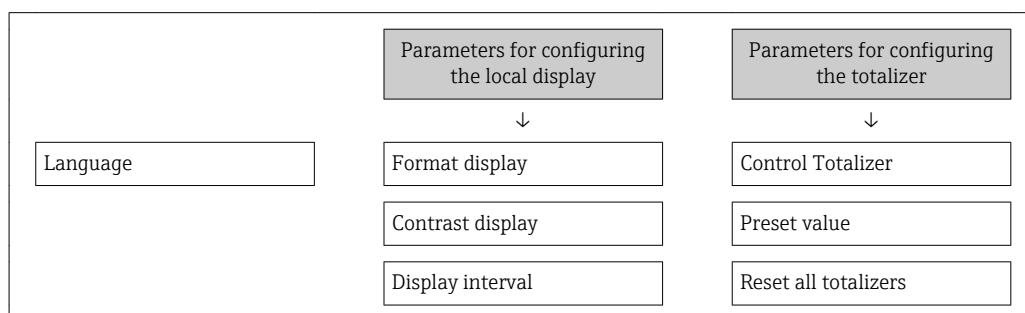 Parameters for configuring
the local display
Parameters for configuring
the totalizer
↓
↓
Language
Format display
Control Totalizer
Contrast display
Preset value
Display interval
Reset all totalizers